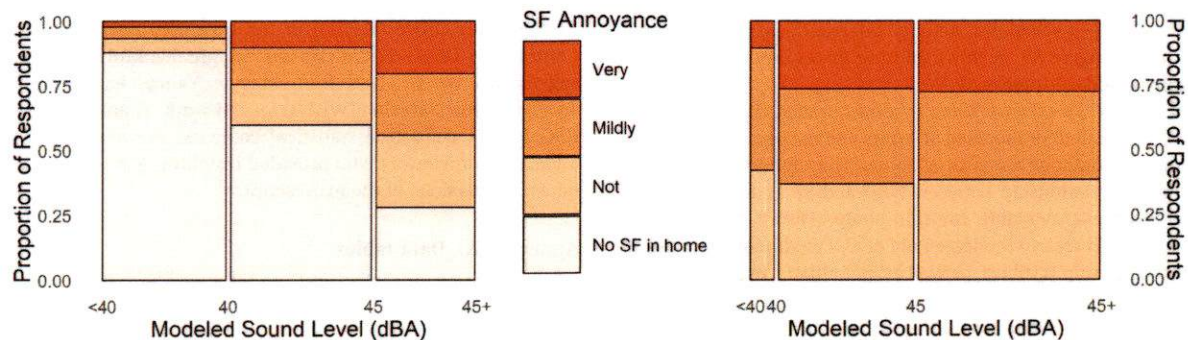 SF Annoyance
Very
Mildly
Not
No SF in home
Proportion of Respondents
1.00
0.75
0.50
0.25
0.00
<40
40
45
45+
Modeled Sound Level (dBA)
<40
40
45
45+
Modeled Sound Level (dBA)
1.00
0.75
0.50
0.25
0.00
Proportion of Respondents